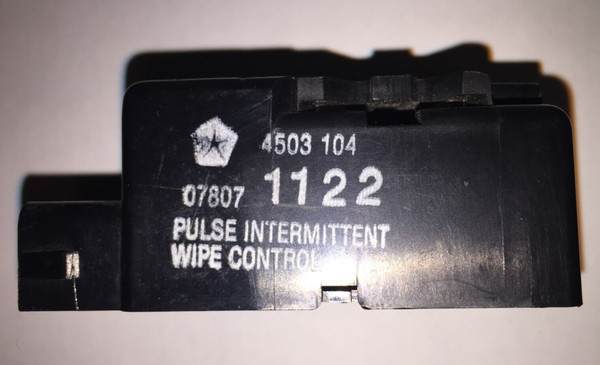 4503 104
07807 1122
PULSE INTERMITTENT
WIPE CONTROL